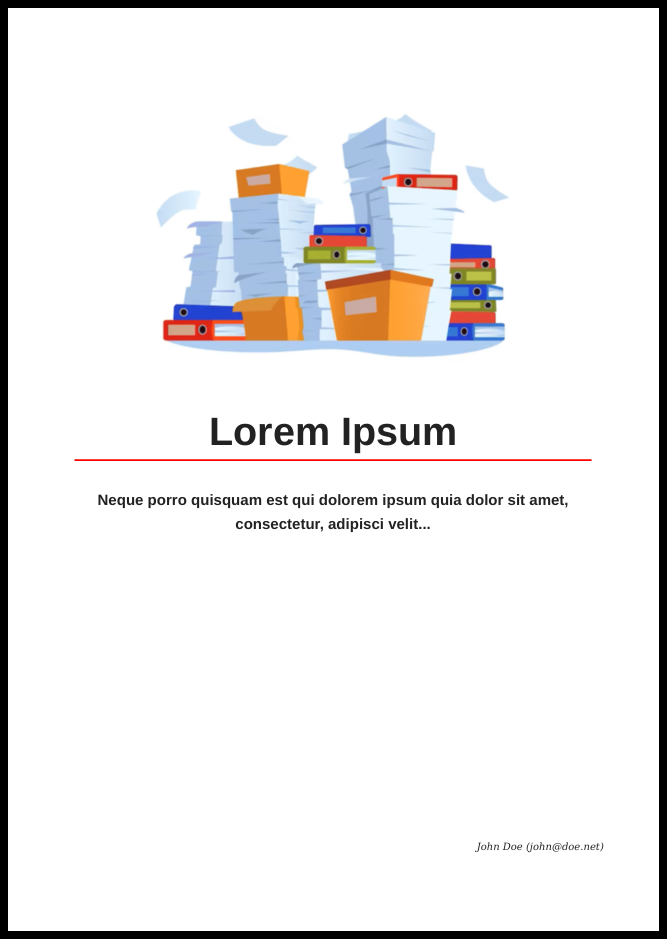 Lorem Ipsum
Neque porro quisquam est qui dolorem ipsum quia dolor sit amet,
consectetur, adipisci velit...
John Doe (john@doe.net)